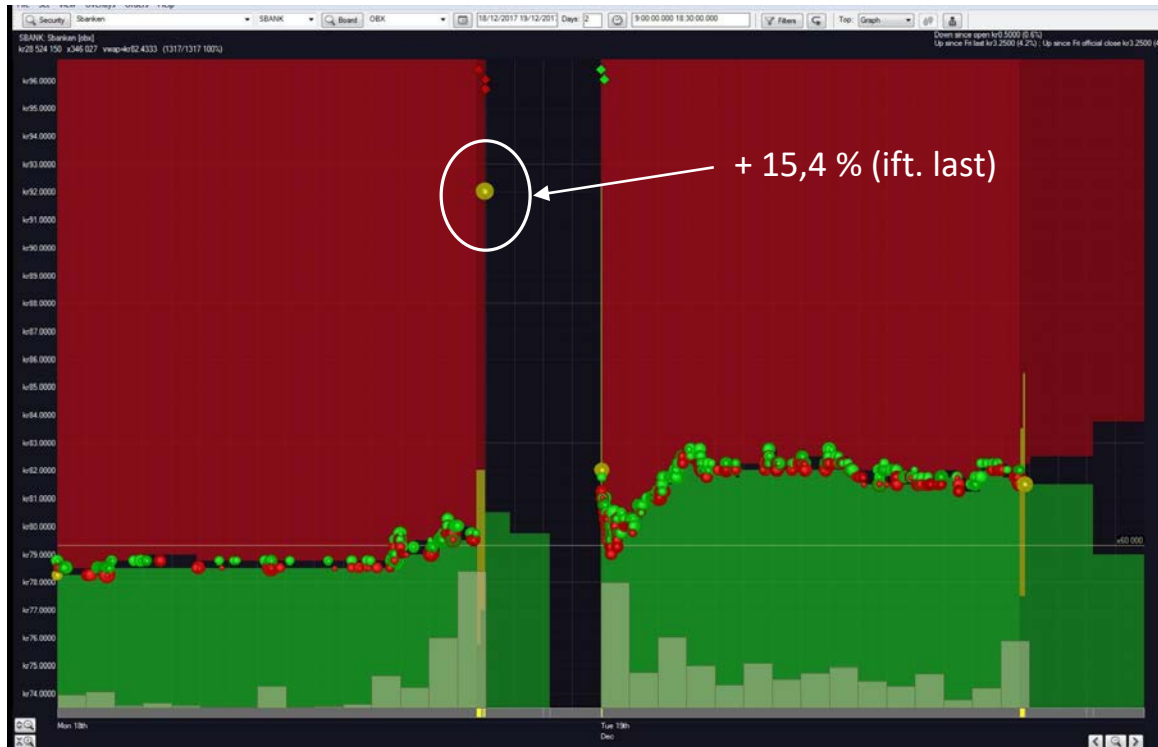 File Set View Overlays Orders Help
Security Sbanken SBANK Board OBX 18/12/2017 19/12/2017 Days: 2 9:00:00.000 18:30:00.000 Filters Top: Graph
SBANK: Sbanken [obx]
kr28 524 150 x346 027 vwap=kr82.4333 (1317/1317 100%)
Down since open kr0.5000 (0.6%)
Up since Fri last kr3.2500 (4.2%) ; Up since Fri official close kr3.2500 (4
kr96.0000
kr95.0000
kr94.0000
kr93.0000
kr92.0000
kr91.0000
kr90.0000
kr89.0000
kr88.0000
kr87.0000
kr86.0000
kr85.0000
kr84.0000
kr83.0000
kr82.0000
kr81.0000
kr80.0000
kr79.0000
kr78.0000
kr77.0000
kr76.0000
kr75.0000
kr74.0000
+ 15,4 % (ift. last)
x60 000
Mon 18th
Tue 19th
Dec